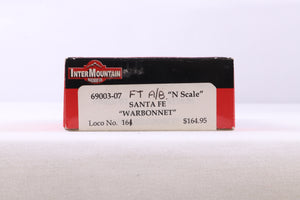 INTERMOUNTAIN
69003-07 FT A/B "N Scale"
SANTA FE
"WARBONNET"
Loco No. 164 $164.95